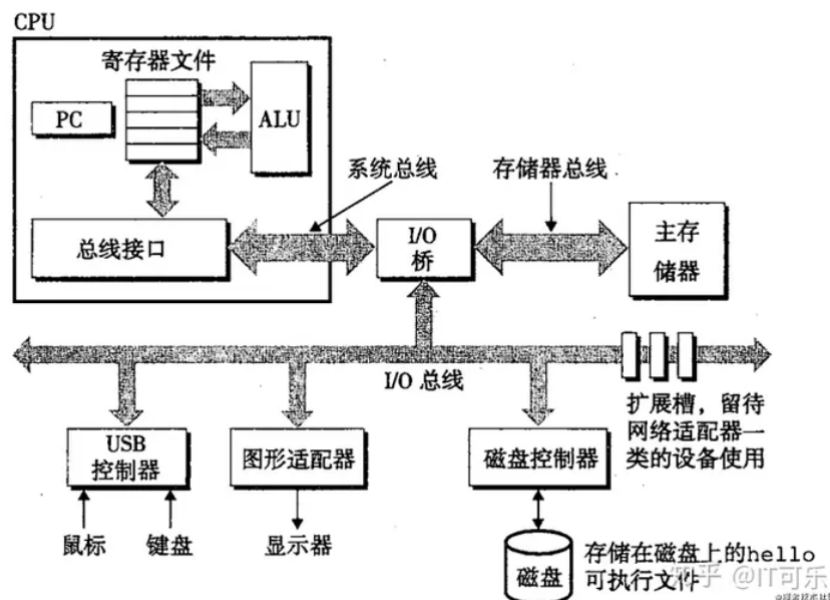 CPU
寄存器文件
PC
ALU
系统总线
存储器总线
总线接口
I/O
桥
主存
储器
I/O 总线
扩展槽，留待
网络适配器一
类的设备使用
USB
控制器
图形适配器
磁盘控制器
鼠标
键盘
显示器
磁盘
存储在磁盘上的hello
可执行文件
知乎 @IT可乐